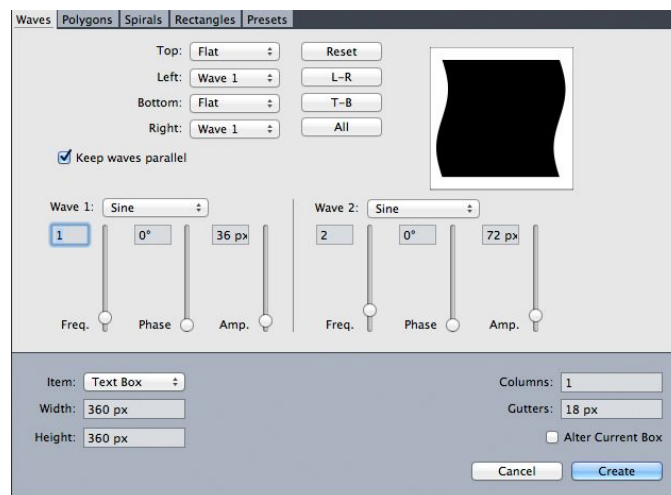 Waves Polygons Spirals Rectangles Presets
Top: Flat Reset
Left: Wave 1 L-R
Bottom: Flat T-B
Right: Wave 1 All
Keep waves parallel
Wave 1: Sine Wave 2: Sine
1 0° 36 px 2 0° 72 px
Freq. Phase Amp. Freq. Phase Amp.
Item: Text Box Columns: 1
Width: 360 px Gutters: 18 px
Height: 360 px Alter Current Box
Cancel Create